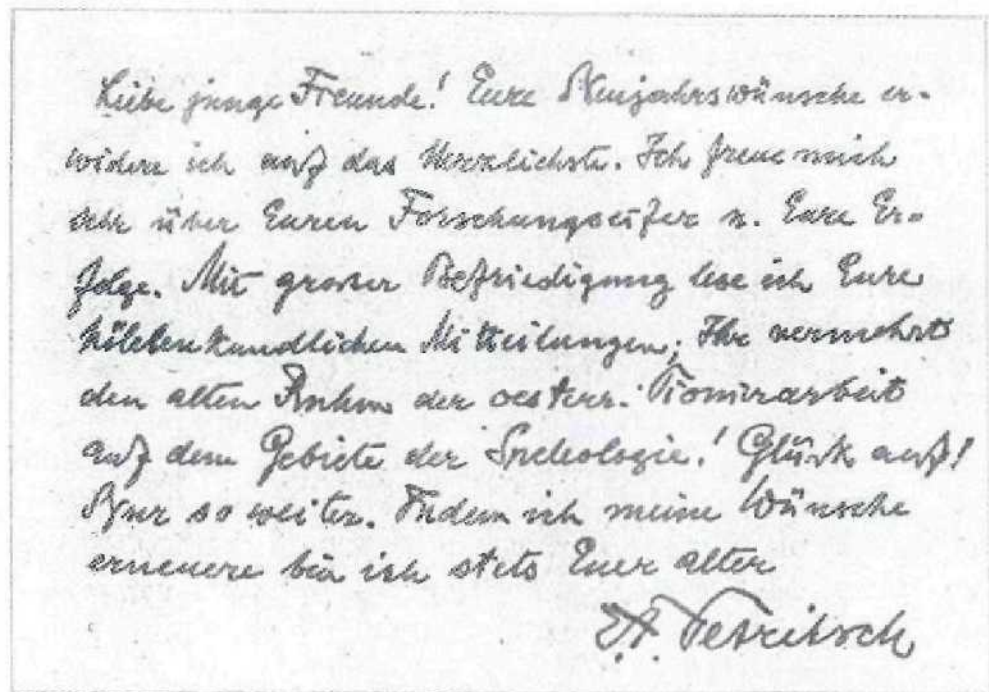 Liebe junge Freunde! Eure Neujahrswünsche er-
widere ich auf das Herzlichste. Ich freue mich
sehr über Euren Forschungseifer u. Eure Er-
folge. Mit grosser Befriedigung lese ich Eure
höhlenkundlichen Mitteilungen; Ihr vermehrt
den alten Ruhm der oesterr. Pionierarbeit
auf dem Gebiete der Speleologie! Glück auf!
Nur so weiter. Indem ich meine Wünsche
erneuere bin ich stets Euer alter